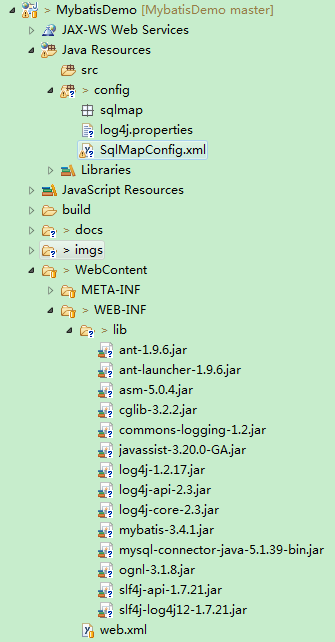 > MybatisDemo [MybatisDemo master]
JAX-WS Web Services
Java Resources
src
> config
sqlmap
log4j.properties
SqlMapConfig.xml
Libraries
JavaScript Resources
build
> docs
> imgs
> WebContent
META-INF
> WEB-INF
> lib
ant-1.9.6.jar
ant-launcher-1.9.6.jar
asm-5.0.4.jar
cglib-3.2.2.jar
commons-logging-1.2.jar
javassist-3.20.0-GA.jar
log4j-1.2.17.jar
log4j-api-2.3.jar
log4j-core-2.3.jar
mybatis-3.4.1.jar
mysql-connector-java-5.1.39-bin.jar
ognl-3.1.8.jar
slf4j-api-1.7.21.jar
slf4j-log4j12-1.7.21.jar
web.xml